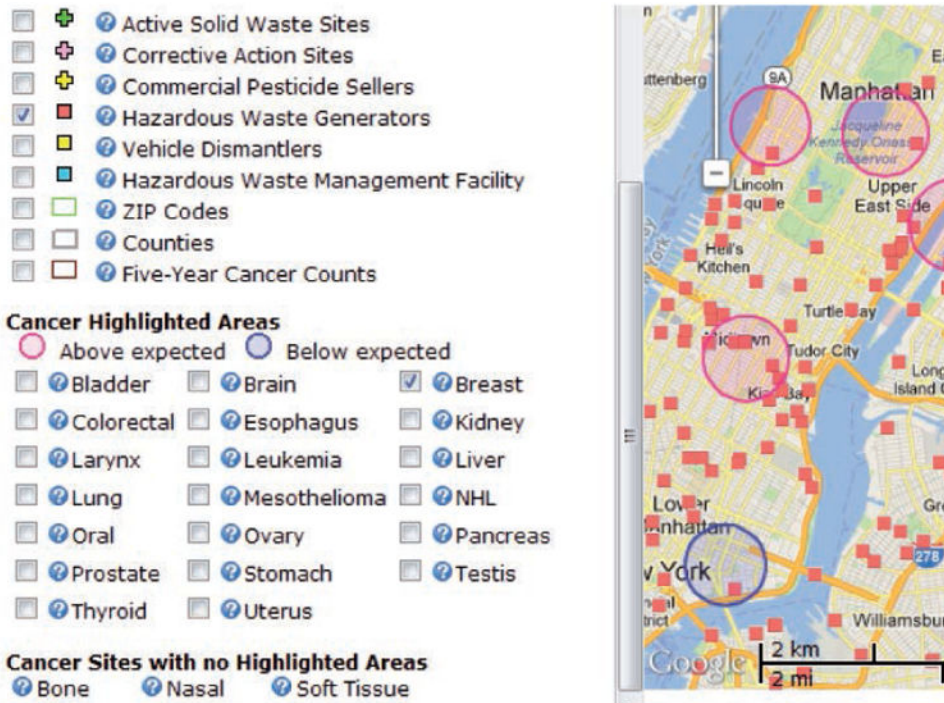 Active Solid Waste Sites
Corrective Action Sites
Commercial Pesticide Sellers
Hazardous Waste Generators
Vehicle Dismantlers
Hazardous Waste Management Facility
ZIP Codes
Counties
Five-Year Cancer Counts
Cancer Highlighted Areas
Above expected Below expected
Bladder Brain Breast
Colorectal Esophagus Kidney
Larynx Leukemia Liver
Lung Mesothelioma NHL
Oral Ovary Pancreas
Prostate Stomach Testis
Thyroid Uterus
Cancer Sites with no Highlighted Areas
Bone Nasal Soft Tissue
9A
Manhattan
Jacqueline
Kennedy Onass
Reservoir
Lincoln
Upper
East Side
Hell's
Kitchen
Turtle Bay
Midtown
Tudor City
Long
Island
Lower
Manhattan
York
278
Williamsbu
Google
2 km
2 mi